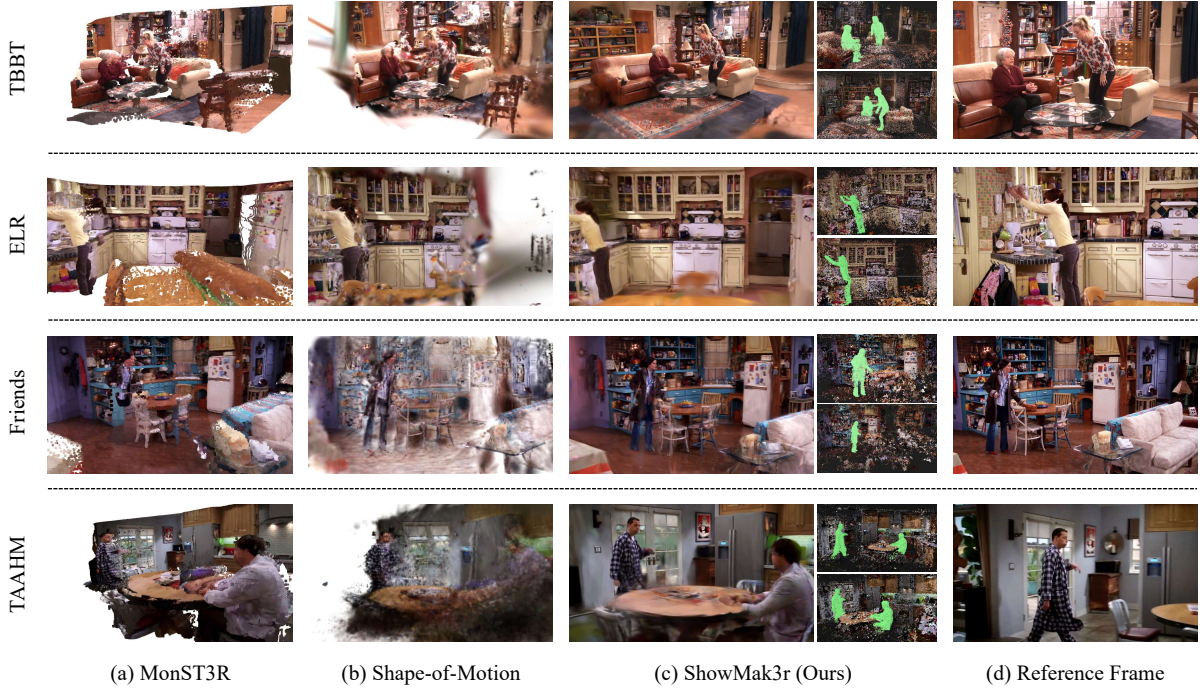 TBBT
ELR
Friends
TAAHM
(a) MonST3R
(b) Shape-of-Motion
(c) ShowMak3r (Ours)
(d) Reference Frame